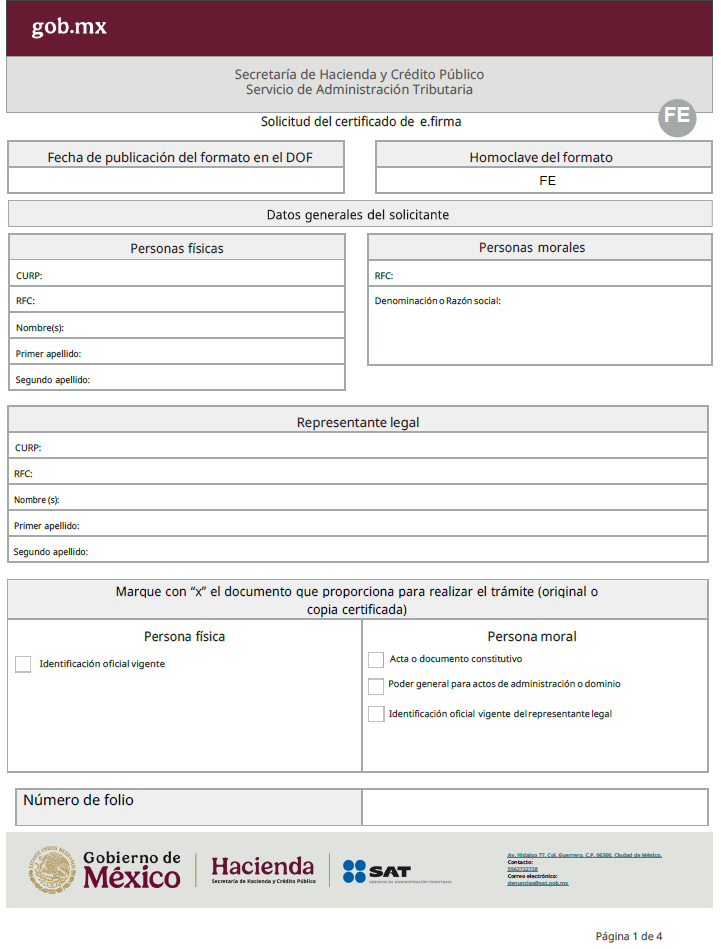 gob.mx
Secretaría de Hacienda y Crédito Público
Servicio de Administración Tributaria
FE
Solicitud del certificado de e.firma
Fecha de publicación del formato en el DOF
Homoclave del formato
FE
Datos generales del solicitante
Personas físicas
CURP:
RFC:
Nombre(s):
Primer apellido:
Segundo apellido:
Personas morales
RFC:
Denominación o Razón social:
Representante legal
CURP:
RFC:
Nombre (s):
Primer apellido:
Segundo apellido:
Marque con “x” el documento que proporciona para realizar el trámite (original o
copia certificada)
Persona física
Identificación oficial vigente
Persona moral
Acta o documento constitutivo
Poder general para actos de administración o dominio
Identificación oficial vigente del representante legal
Número de folio
Gobierno de
México
Hacienda
Secretaría de Hacienda y Crédito Público
SAT
SERVICIO DE ADMINISTRACIÓN TRIBUTARIA
Av. Hidalgo 77, Col. Guerrero, C.P. 06300, Ciudad de México.
Contacto:
5562722728
Correo electrónico:
denuncias@sat.gob.mx
Página 1 de 4